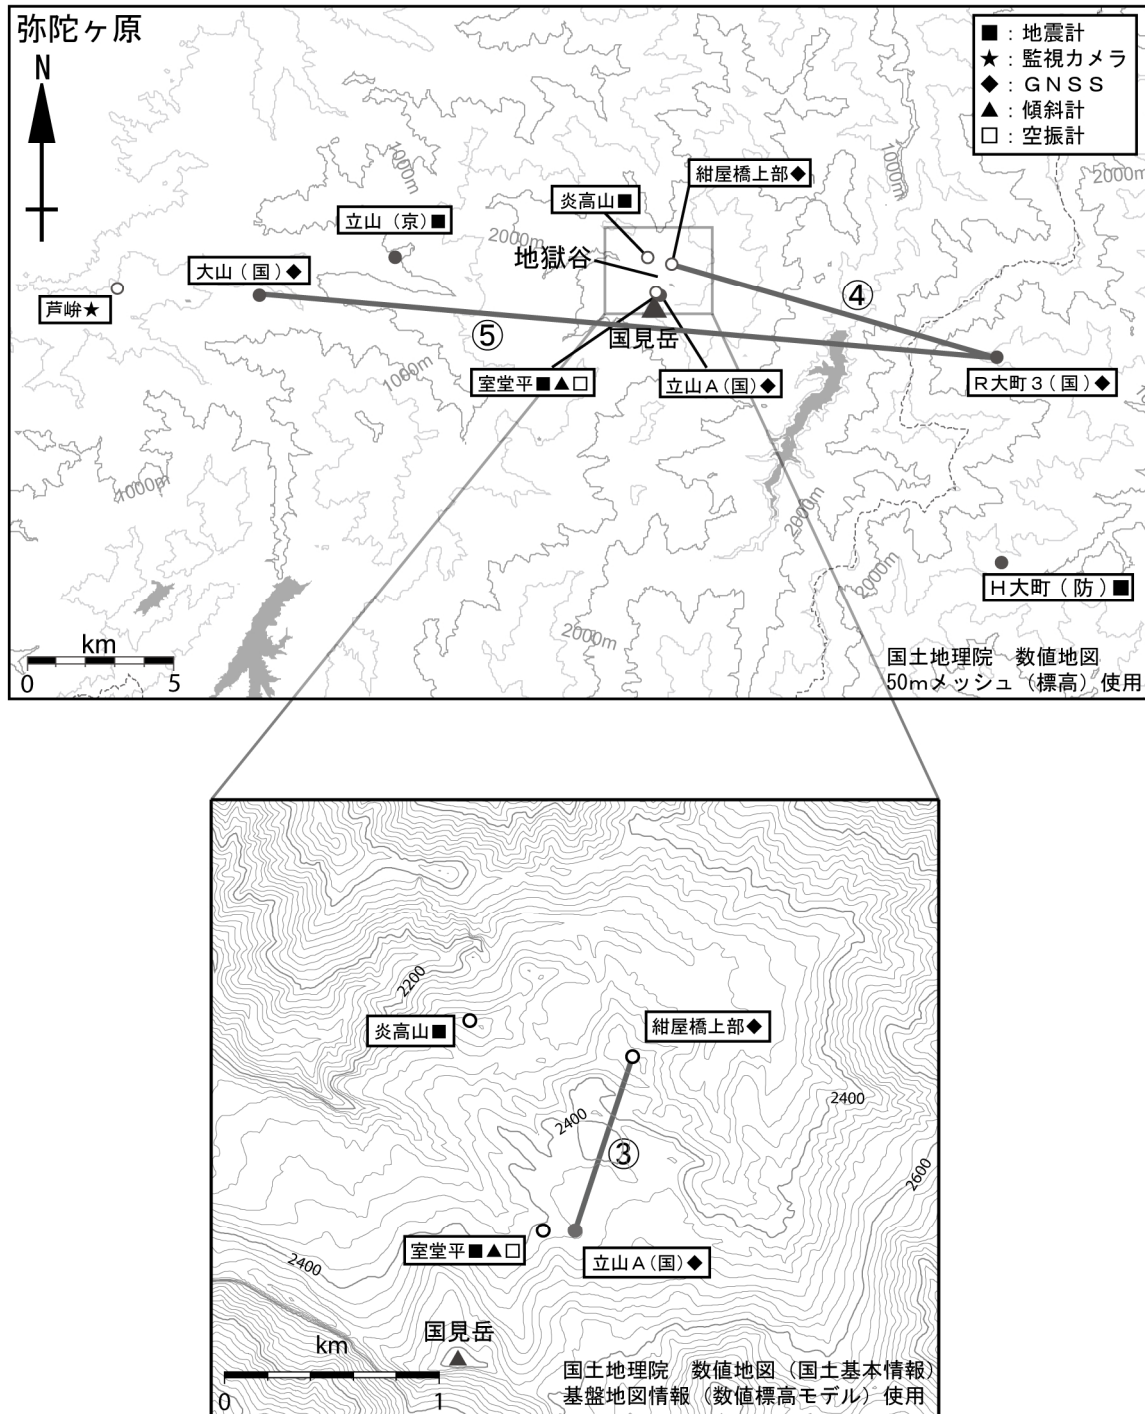 弥陀ヶ原
N
■：地震計
★：監視カメラ
◆：ＧＮＳＳ
▲：傾斜計
□：空振計
1000m
1000m
2000m
紺屋橋上部◆
炎高山■
立山（京）■
2000m
地獄谷
大山（国）◆
芦峅★
④
⑤
国見岳
1000m
室堂平■▲□
立山Ａ(国)◆
Ｒ大町３(国)◆
1000m
2000m
2000m
Ｈ大町（防）■
2000m
km
0 5
国土地理院　数値地図
50mメッシュ（標高）使用
2200
炎高山■
紺屋橋上部◆
2400
2400
③
2600
室堂平■▲□
立山Ａ(国)◆
2400
国見岳
km
0 1
国土地理院　数値地図（国土基本情報）
基盤地図情報（数値標高モデル）使用